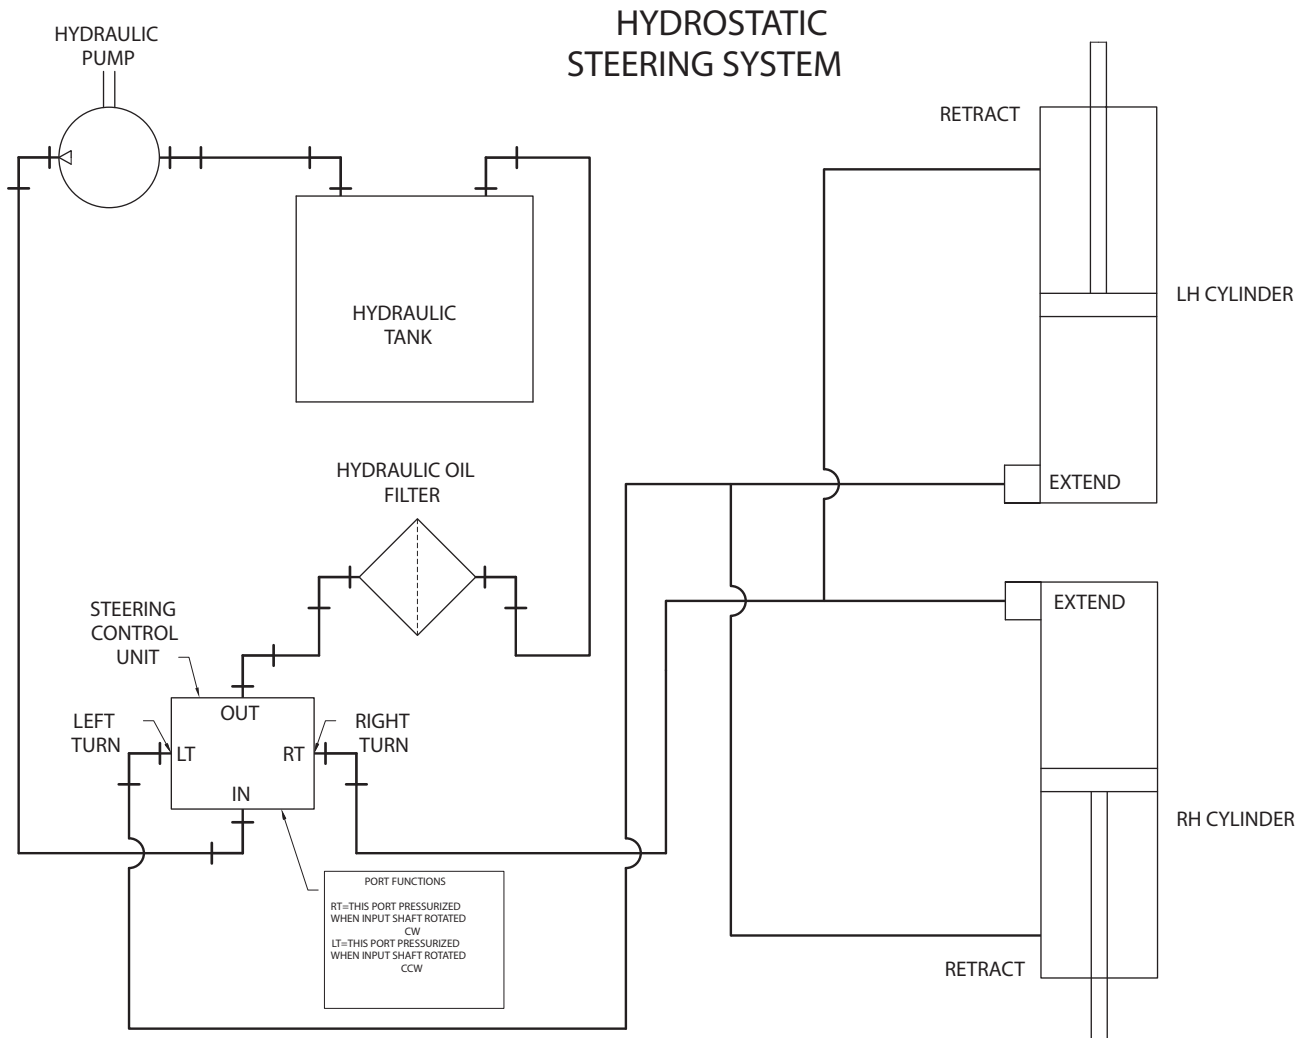 HYDROSTATIC
STEERING SYSTEM
HYDRAULIC
PUMP
RETRACT
HYDRAULIC
TANK
LH CYLINDER
HYDRAULIC OIL
FILTER
EXTEND
EXTEND
STEERING
CONTROL
UNIT
LEFT
TURN
OUT
LT
RT
IN
RIGHT
TURN
RH CYLINDER
PORT FUNCTIONS
RT=THIS PORT PRESSURIZED
WHEN INPUT SHAFT ROTATED
CW
LT=THIS PORT PRESSURIZED
WHEN INPUT SHAFT ROTATED
CCW
RETRACT